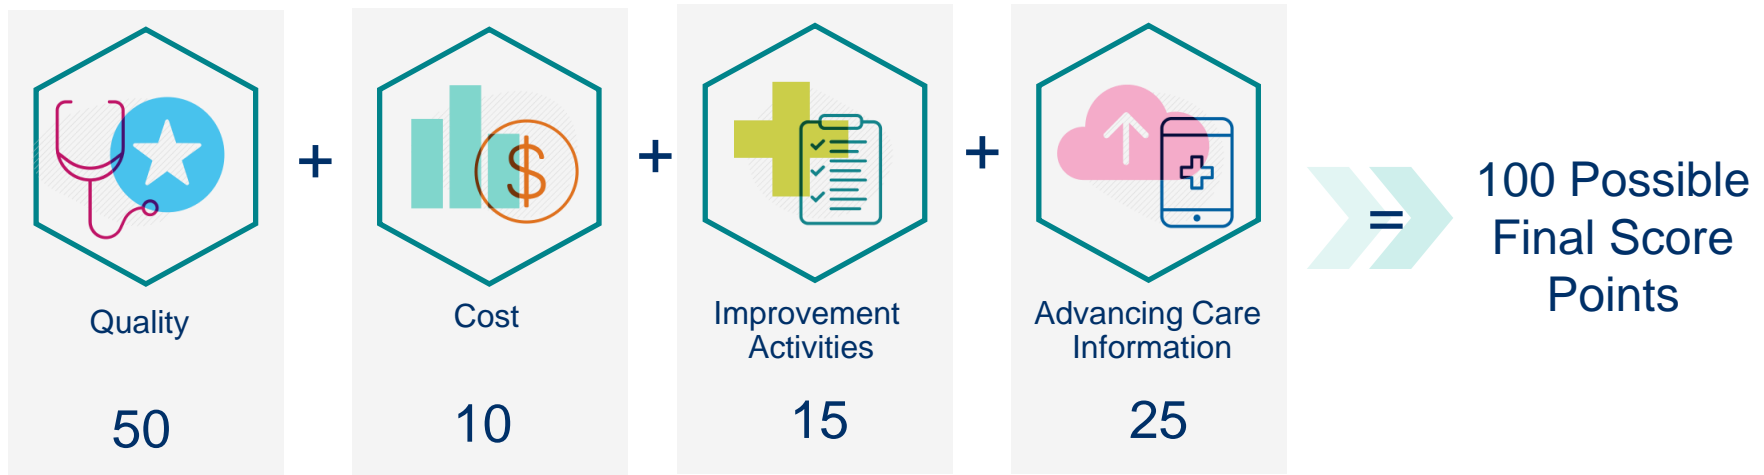 Quality
50
+
Cost
10
+
Improvement
Activities
15
+
Advancing Care
Information
25
=
100 Possible
Final Score
Points